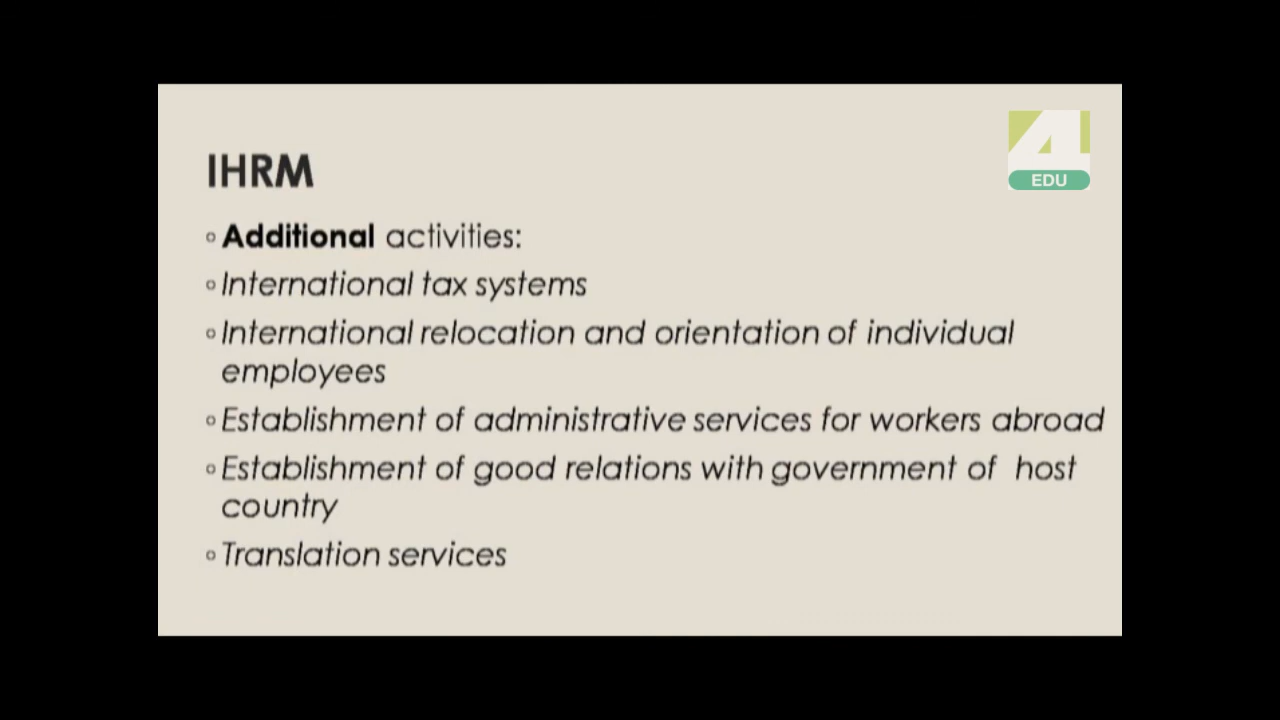 4
EDU
IHRM
◦ Additional activities:
◦ International tax systems
◦ International relocation and orientation of individual
employees
◦ Establishment of administrative services for workers abroad
◦ Establishment of good relations with government of host
country
◦ Translation services